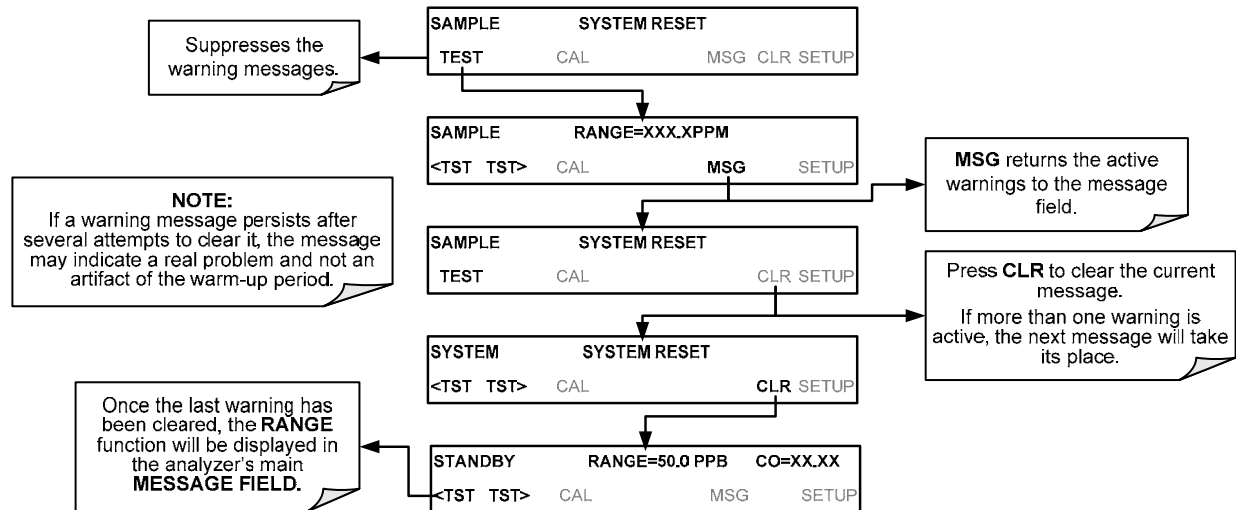 SAMPLE SYSTEM RESET
TEST CAL MSG CLR SETUP
Suppresses the
warning messages.
SAMPLE RANGE=XXX.XPPM
<TST TST> CAL MSG SETUP
MSG returns the active
warnings to the message
field.
NOTE:
If a warning message persists after
several attempts to clear it, the message
may indicate a real problem and not an
artifact of the warm-up period.
SAMPLE SYSTEM RESET
TEST CAL CLR SETUP
Press CLR to clear the current
message.
If more than one warning is
active, the next message will take
its place.
SYSTEM SYSTEM RESET
<TST TST> CAL CLR SETUP
Once the last warning has
been cleared, the RANGE
function will be displayed in
the analyzer's main
MESSAGE FIELD.
STANDBY RANGE=50.0 PPB CO=XX.XX
<TST TST> CAL MSG SETUP